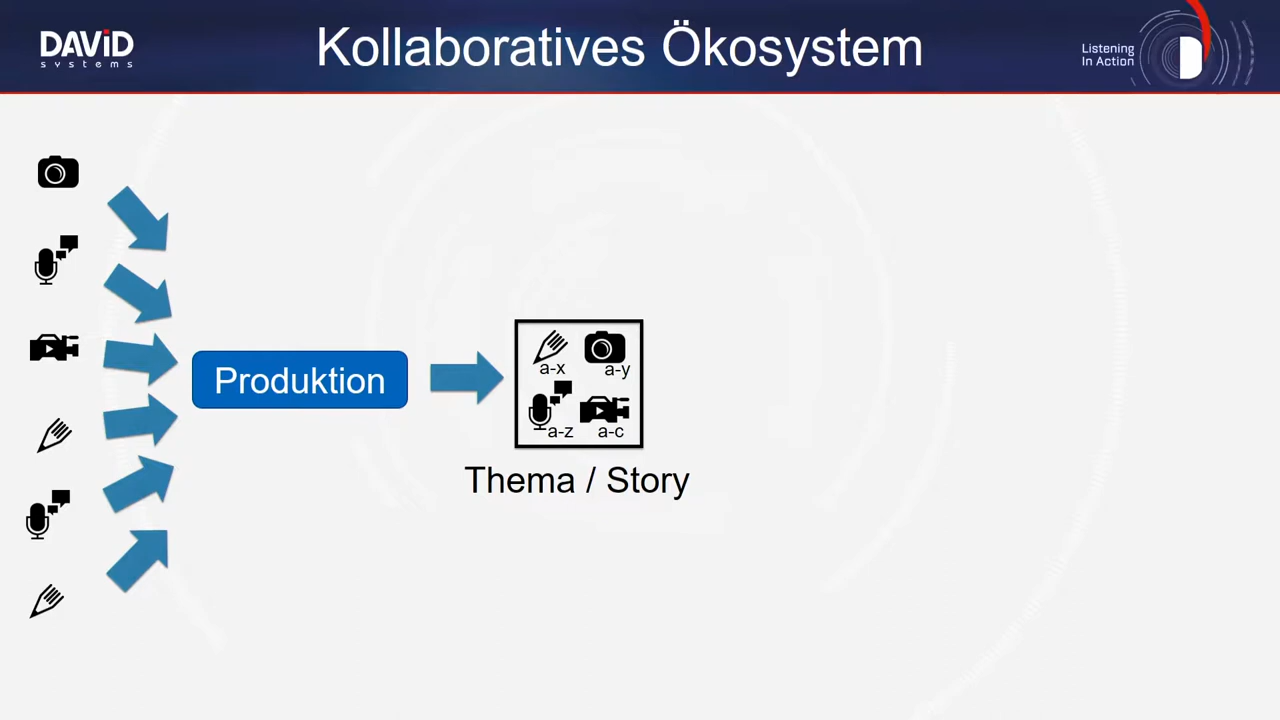 DAViD
systems
Kollaboratives Ökosystem
Listening
In Action
Produktion
a-x
a-y
a-z
a-c
Thema / Story